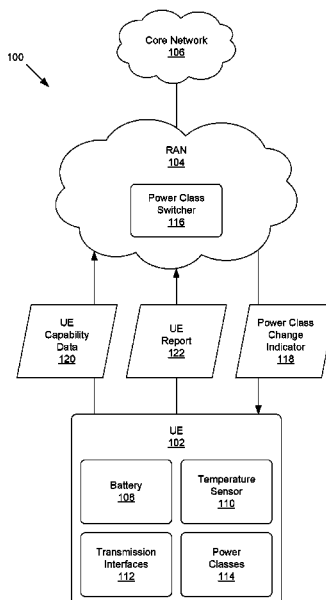 Core Network
106
100
RAN
104
Power Class
Switcher
116
UE
Capability
Data
120
UE
Report
122
Power Class
Change
Indicator
118
UE
102
Battery
108
Temperature
Sensor
110
Transmission
Interfaces
112
Power
Classes
114